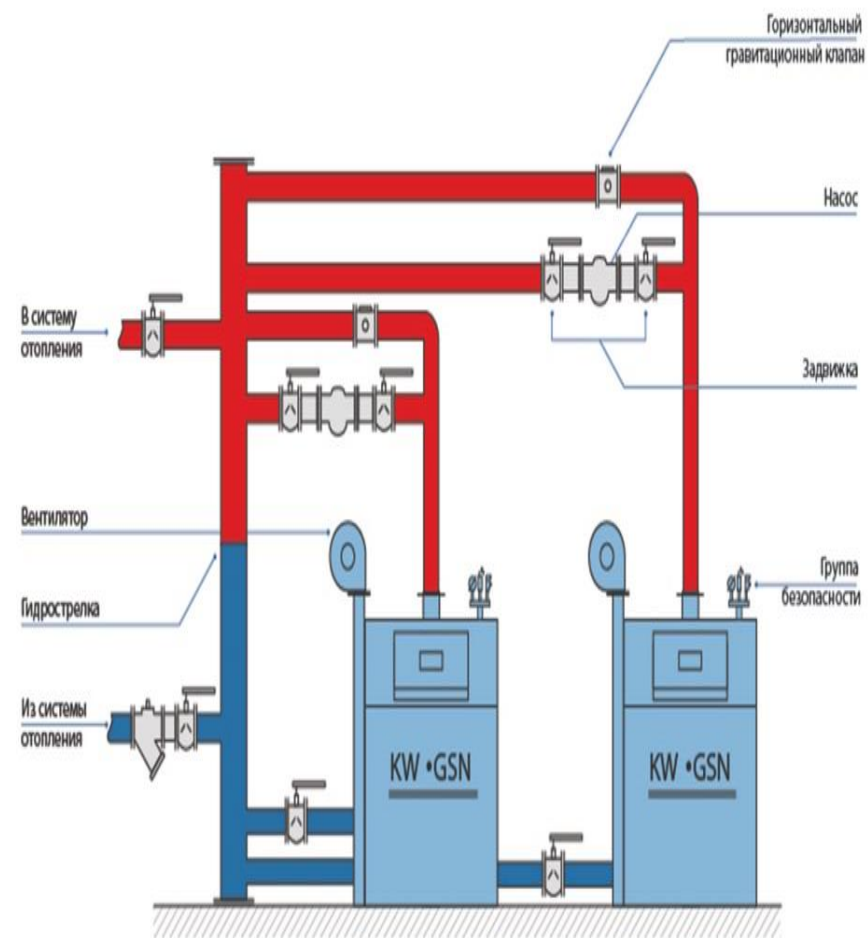 Горизонтальный
гравитационный клапан
Насос
В систему
отопления
Задвижка
Вентилятор
Группа
безопасности
Гидрострелка
Из системы
отопления
KW •GSN
KW •GSN